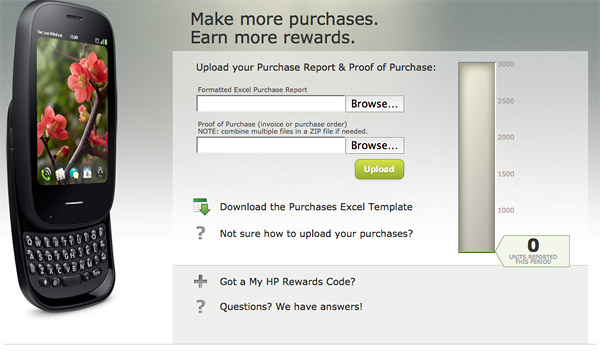 Make more purchases.
Earn more rewards.
Upload your Purchase Report & Proof of Purchase:
Formatted Excel Purchase Report
Browse...
Proof of Purchase (invoice or purchase order)
NOTE: combine multiple files in a ZIP file if needed.
Browse...
Upload
Download the Purchases Excel Template
? Not sure how to upload your purchases?
Got a My HP Rewards Code?
? Questions? We have answers!
3000
2500
2000
1500
1000
0
UNITS REPORTED
THIS PERIOD